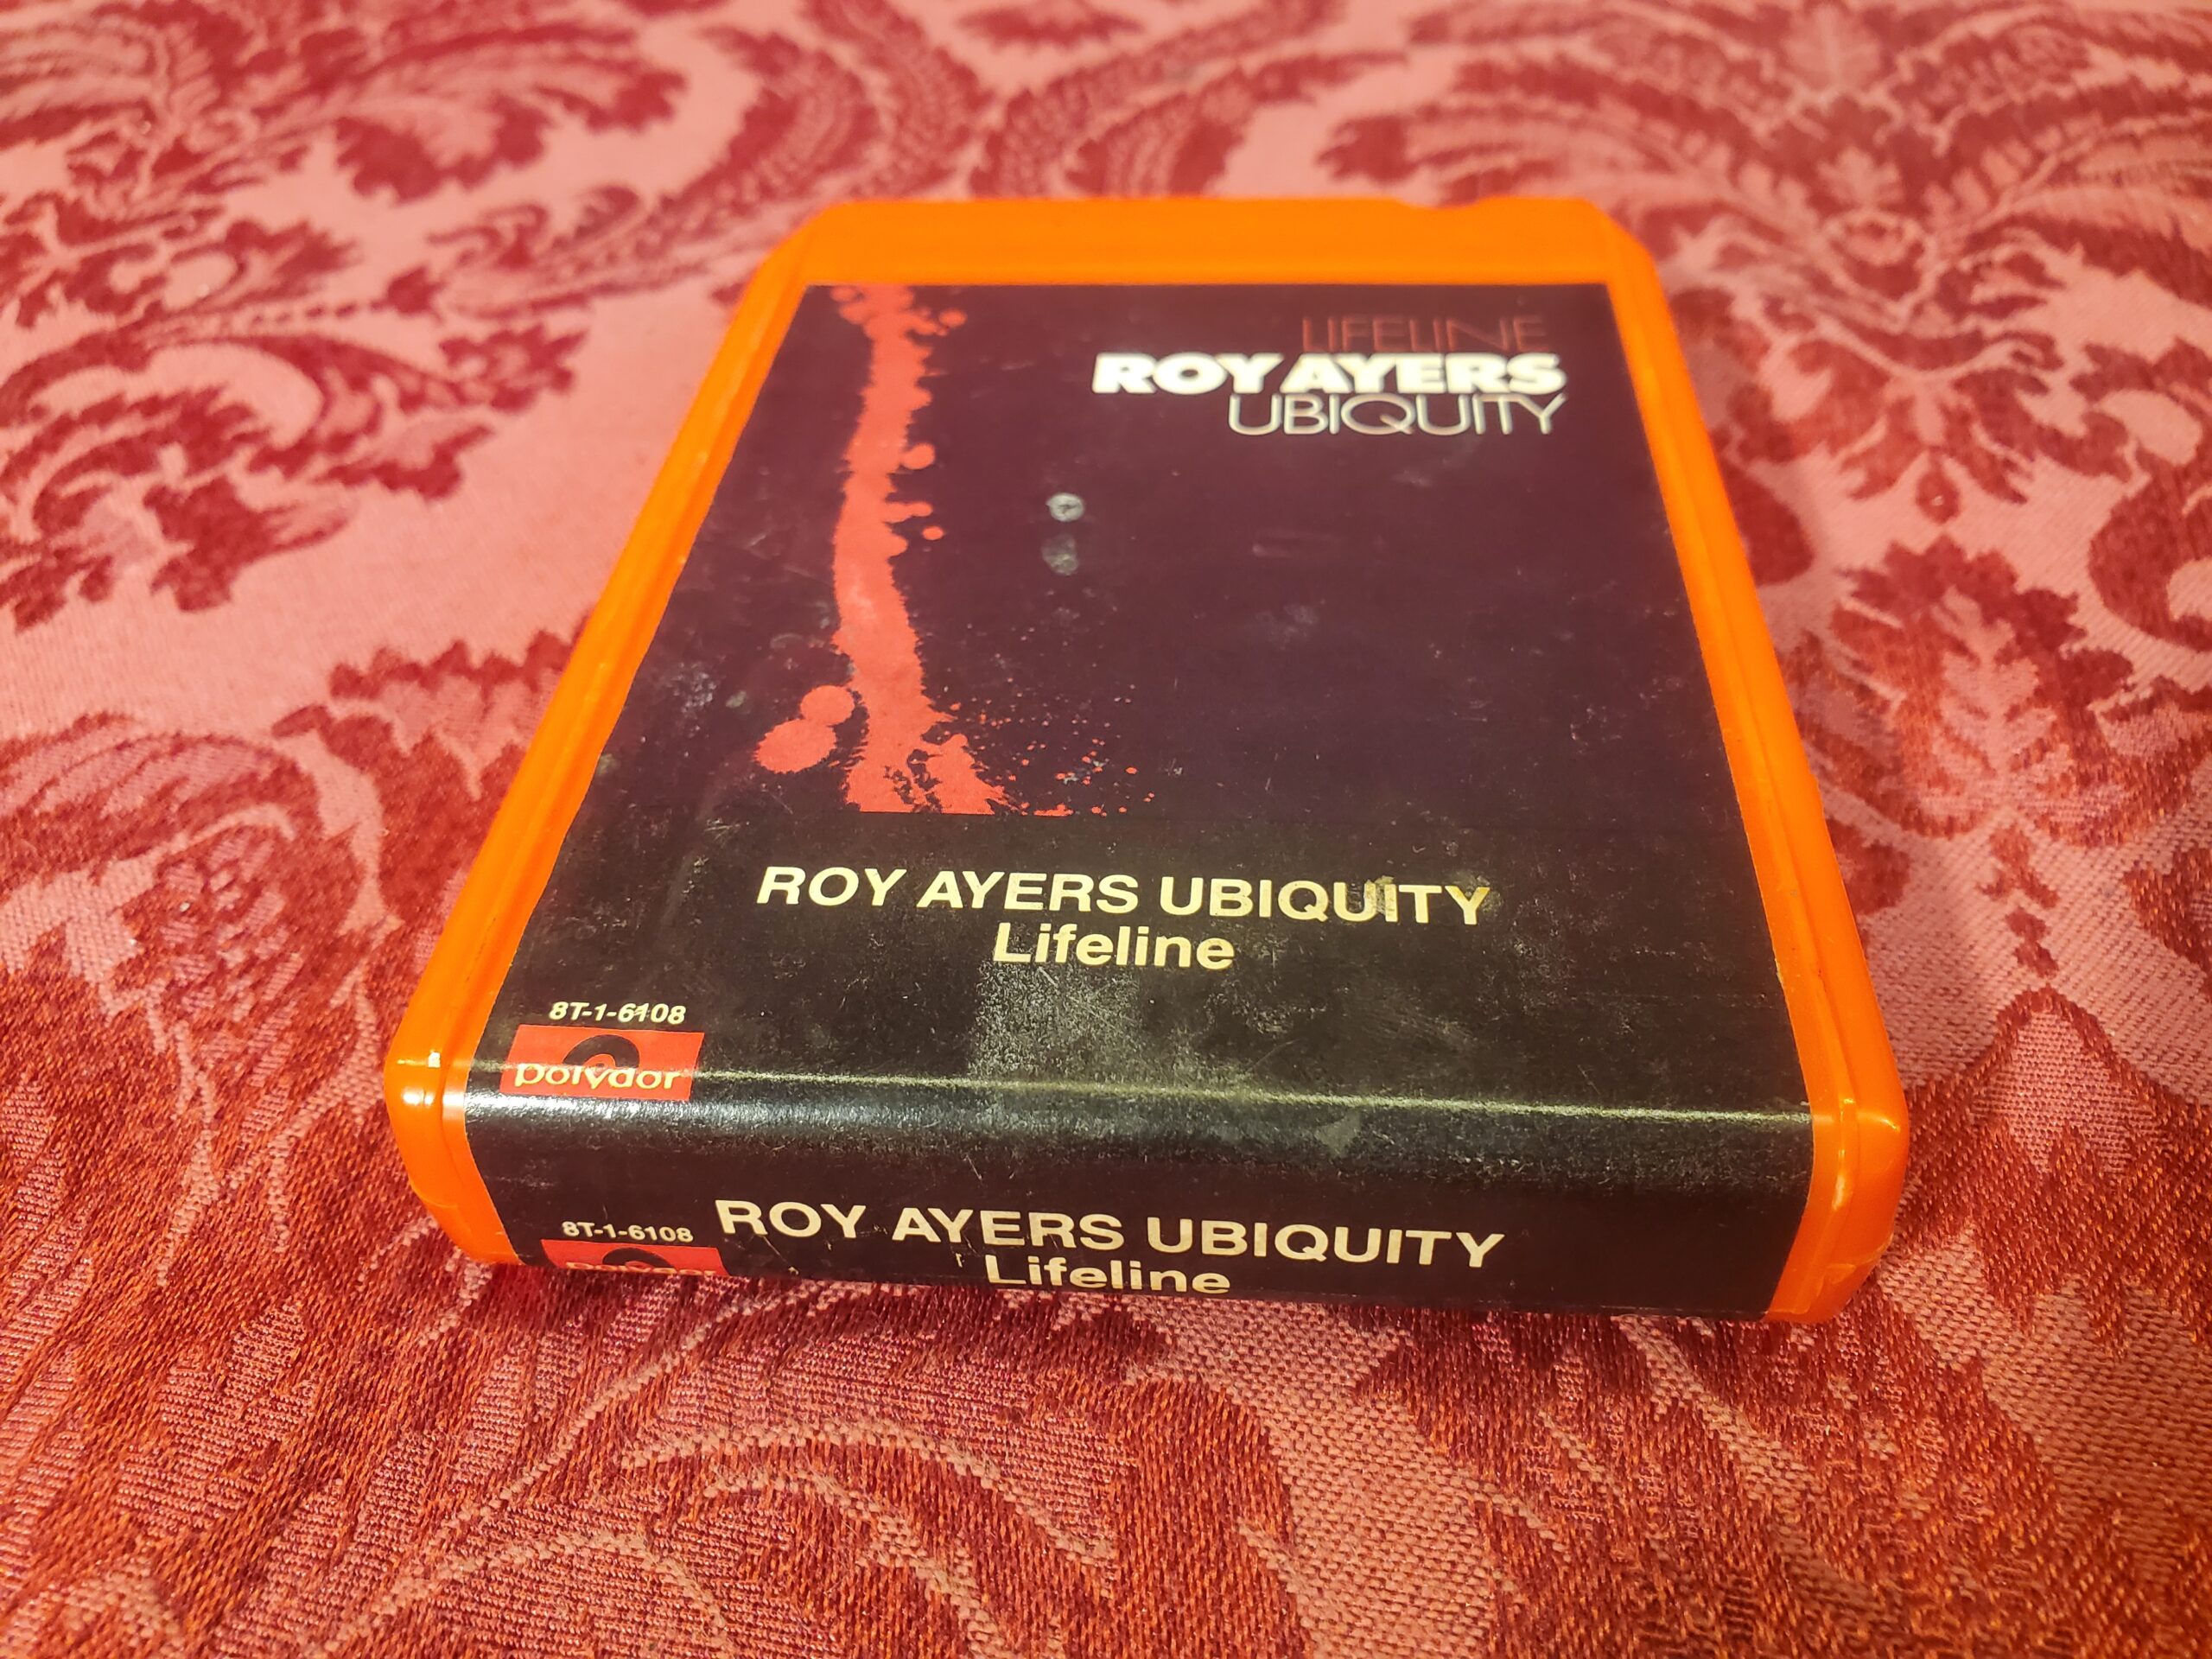 LIFELINE
ROY AYERS
UBIQUITY
ROY AYERS UBIQUITY
Lifeline
8T-1-6108
polydor
8T-1-6108
ROY AYERS UBIQUITY
Lifeline